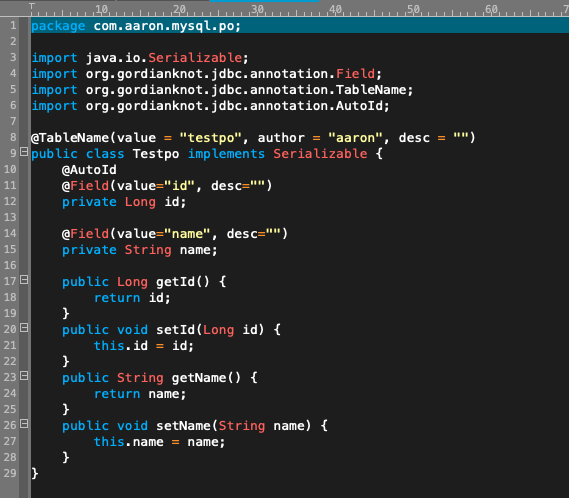 10 20 30 40 50 60 7
1 package com.aaron.mysql.po;
2
3 import java.io.Serializable;
4 import org.gordianknot.jdbc.annotation.Field;
5 import org.gordianknot.jdbc.annotation.TableName;
6 import org.gordianknot.jdbc.annotation.AutoId;
7
8 @TableName(value = "testpo", author = "aaron", desc = "")
9 public class Testpo implements Serializable {
10     @AutoId
11     @Field(value="id", desc="")
12     private Long id;
13
14     @Field(value="name", desc="")
15     private String name;
16
17     public Long getId() {
18         return id;
19     }
20     public void setId(Long id) {
21         this.id = id;
22     }
23     public String getName() {
24         return name;
25     }
26     public void setName(String name) {
27         this.name = name;
28     }
29 }